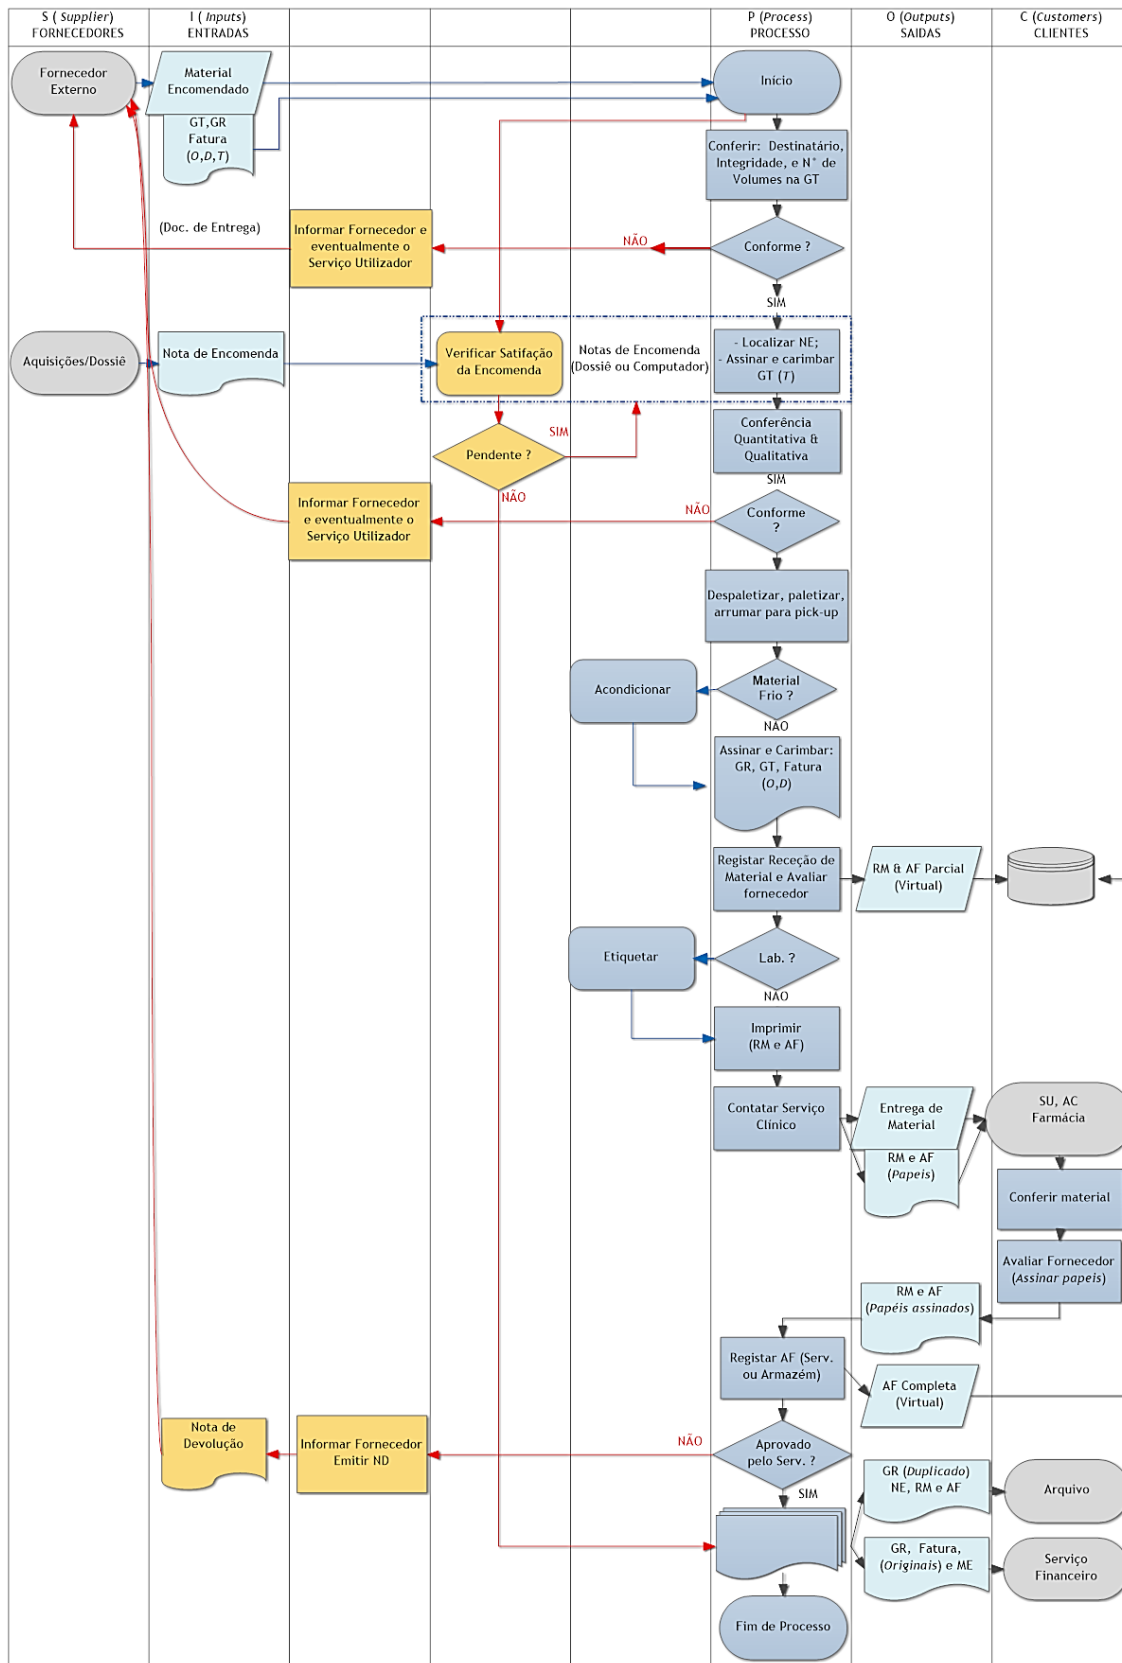 S ( Supplier)
FORNECEDORES
I ( Inputs)
ENTRADAS
P (Process)
PROCESSO
O (Outputs)
SAIDAS
C (Customers)
CLIENTES
Fornecedor
Externo
Material
Encomendado
Início
GT,GR
Fatura
(O,D,T)
Conferir: Destinatário,
Integridade, e N° de
Volumes na GT
(Doc. de Entrega)
Informar Fornecedor e
eventualmente o
Serviço Utilizador
NÃO
Conforme ?
SIM
Aquisições/Dossiê
Nota de Encomenda
Verificar Satifação
da Encomenda
Notas de Encomenda
(Dossiê ou Computador)
- Localizar NE;
- Assinar e carimbar
GT (T)
Conferência
Quantitativa &
Qualitativa
Pendente ?
SIM
NÃO
SIM
Informar Fornecedor
e eventualmente o
Serviço Utilizador
NÃO
Conforme
?
Despaletizar, paletizar,
arrumar para pick-up
Acondicionar
Material
Frio ?
NÃO
Assinar e Carimbar:
GR, GT, Fatura
(O,D)
Registar Receção de
Material e Avaliar
fornecedor
RM & AF Parcial
(Virtual)
Etiquetar
Lab. ?
NÃO
Imprimir
(RM e AF)
Contatar Serviço
Clínico
Entrega de
Material
SU, AC
Farmácia
RM e AF
(Papeis)
Conferir material
Avaliar Fornecedor
(Assinar papeis)
RM e AF
(Papéis assinados)
Registar AF (Serv.
ou Armazém)
AF Completa
(Virtual)
Nota de
Devolução
Informar Fornecedor
Emitir ND
NÃO
Aprovado
pelo Serv. ?
SIM
GR (Duplicado)
NE, RM e AF
Arquivo
GR, Fatura,
(Originais) e ME
Serviço
Financeiro
Fim de Processo